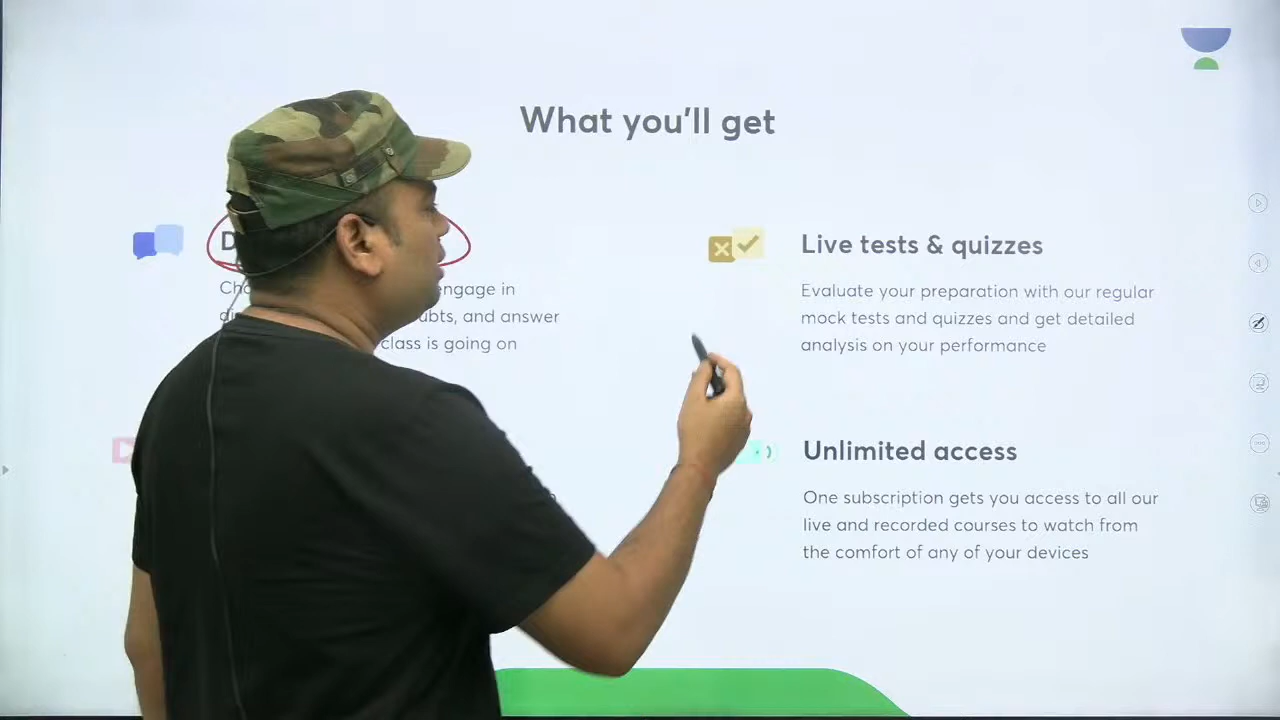 What you'll get
D
engage in
and answer
class is going on
Live tests & quizzes
Evaluate your preparation with our regular
mock tests and quizzes and get detailed
analysis on your performance
Unlimited access
One subscription gets you access to all our
live and recorded courses to watch from
the comfort of any of your devices